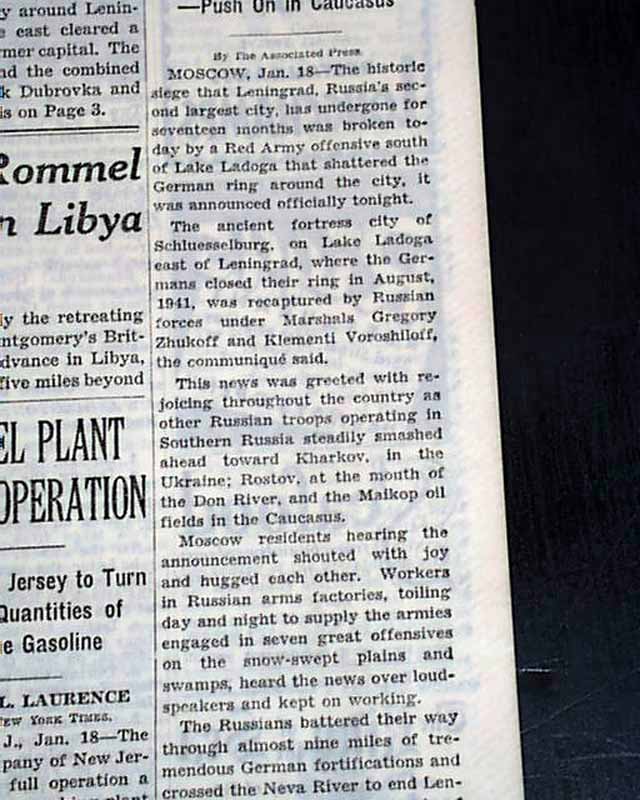 y around Lenin-
east cleared a
mer capital. The
nd the combined
k Dubrovka and
is on Page 3.
Rommel
n Libya
ly the retreating
ntgomery's Brit-
dvance in Libya,
five miles beyond
EL PLANT
OPERATION
Jersey to Turn
Quantities of
e Gasoline
L. LAURENCE
EW YORK TIMES.
J., Jan. 18—The
pany of New Jer-
full operation a
—Push On in Caucasus
By The Associated Press.
MOSCOW, Jan. 18—The historic
siege that Leningrad, Russia's sec-
ond largest city, has undergone for
seventeen months was broken to-
day by a Red Army offensive south
of Lake Ladoga that shattered the
German ring around the city, it
was announced officially tonight.
The ancient fortress city of
Schluesselburg, on Lake Ladoga
east of Leningrad, where the Ger-
mans closed their ring in August,
1941, was recaptured by Russian
forces under Marshals Gregory
Zhukoff and Klementi Voroshiloff,
the communiqué said.
This news was greeted with re-
joicing throughout the country as
other Russian troops operating in
Southern Russia steadily smashed
ahead toward Kharkov, in the
Ukraine; Rostov, at the mouth of
the Don River, and the Maikop oil
fields in the Caucasus.
Moscow residents hearing the
announcement shouted with joy
and hugged each other. Workers
in Russian arms factories, toiling
day and night to supply the armies
engaged in seven great offensives
on the snow-swept plains and
swamps, heard the news over loud-
speakers and kept on working.
The Russians battered their way
through almost nine miles of tre-
mendous German fortifications and
crossed the Neva River to end Len-